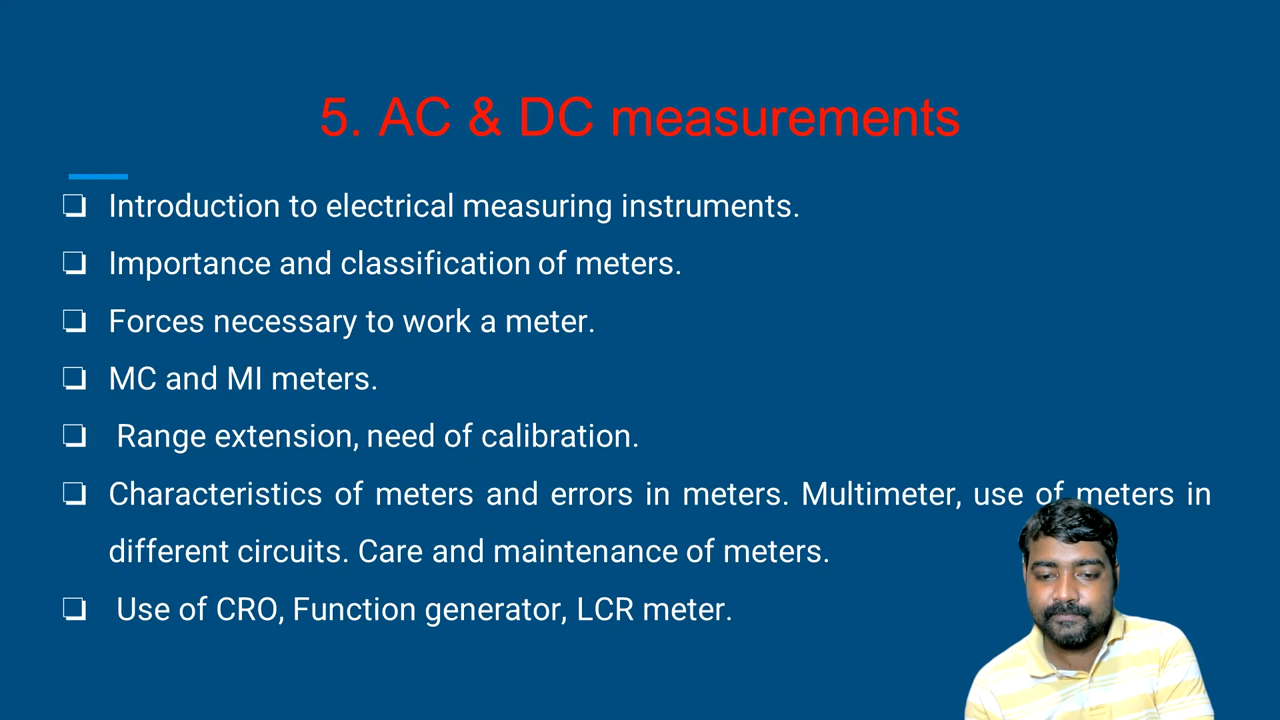 5. AC & DC measurements
Introduction to electrical measuring instruments.
Importance and classification of meters.
Forces necessary to work a meter.
MC and MI meters.
Range extension, need of calibration.
Characteristics of meters and errors in meters. Multimeter, use of meters in
different circuits. Care and maintenance of meters.
Use of CRO, Function generator, LCR meter.